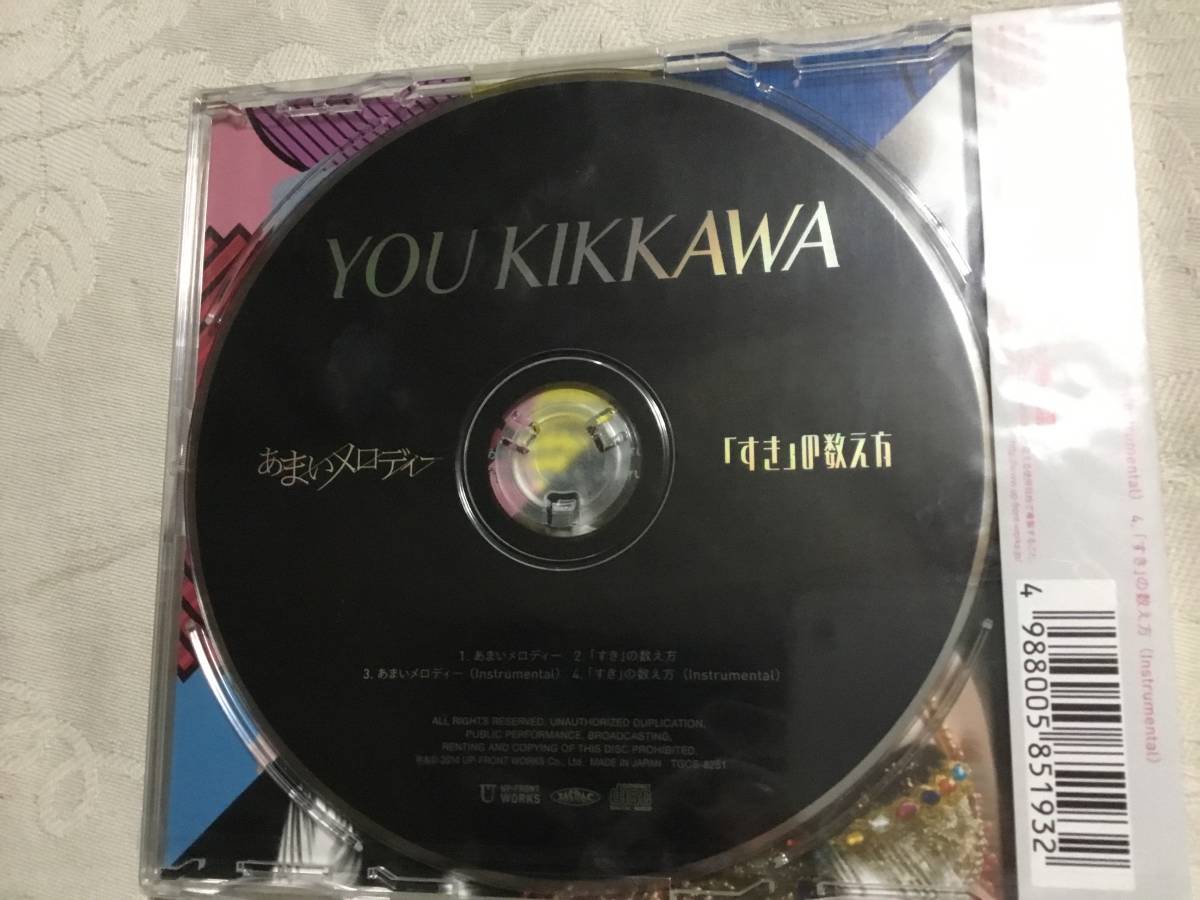 YOU KIKKAWA
あまいメロディー
「すき」の数え方
1. あまいメロディー 2.「すき」の数え方
3. あまいメロディー (Instrumental) 4.「すき」の数え方 (Instrumental)
ALL RIGHTS RESERVED. UNAUTHORIZED DUPLICATION,
PUBLIC PERFORMANCE, BROADCASTING,
RENTING AND COPYING OF THIS DISC PROHIBITED.
℗&© 2014 UP-FRONT WORKS Co., Ltd. MADE IN JAPAN TGCS-8251
UP-FRONT
WORKS
4. 「すき」の数え方 (Instrumental)
4 988005 851932